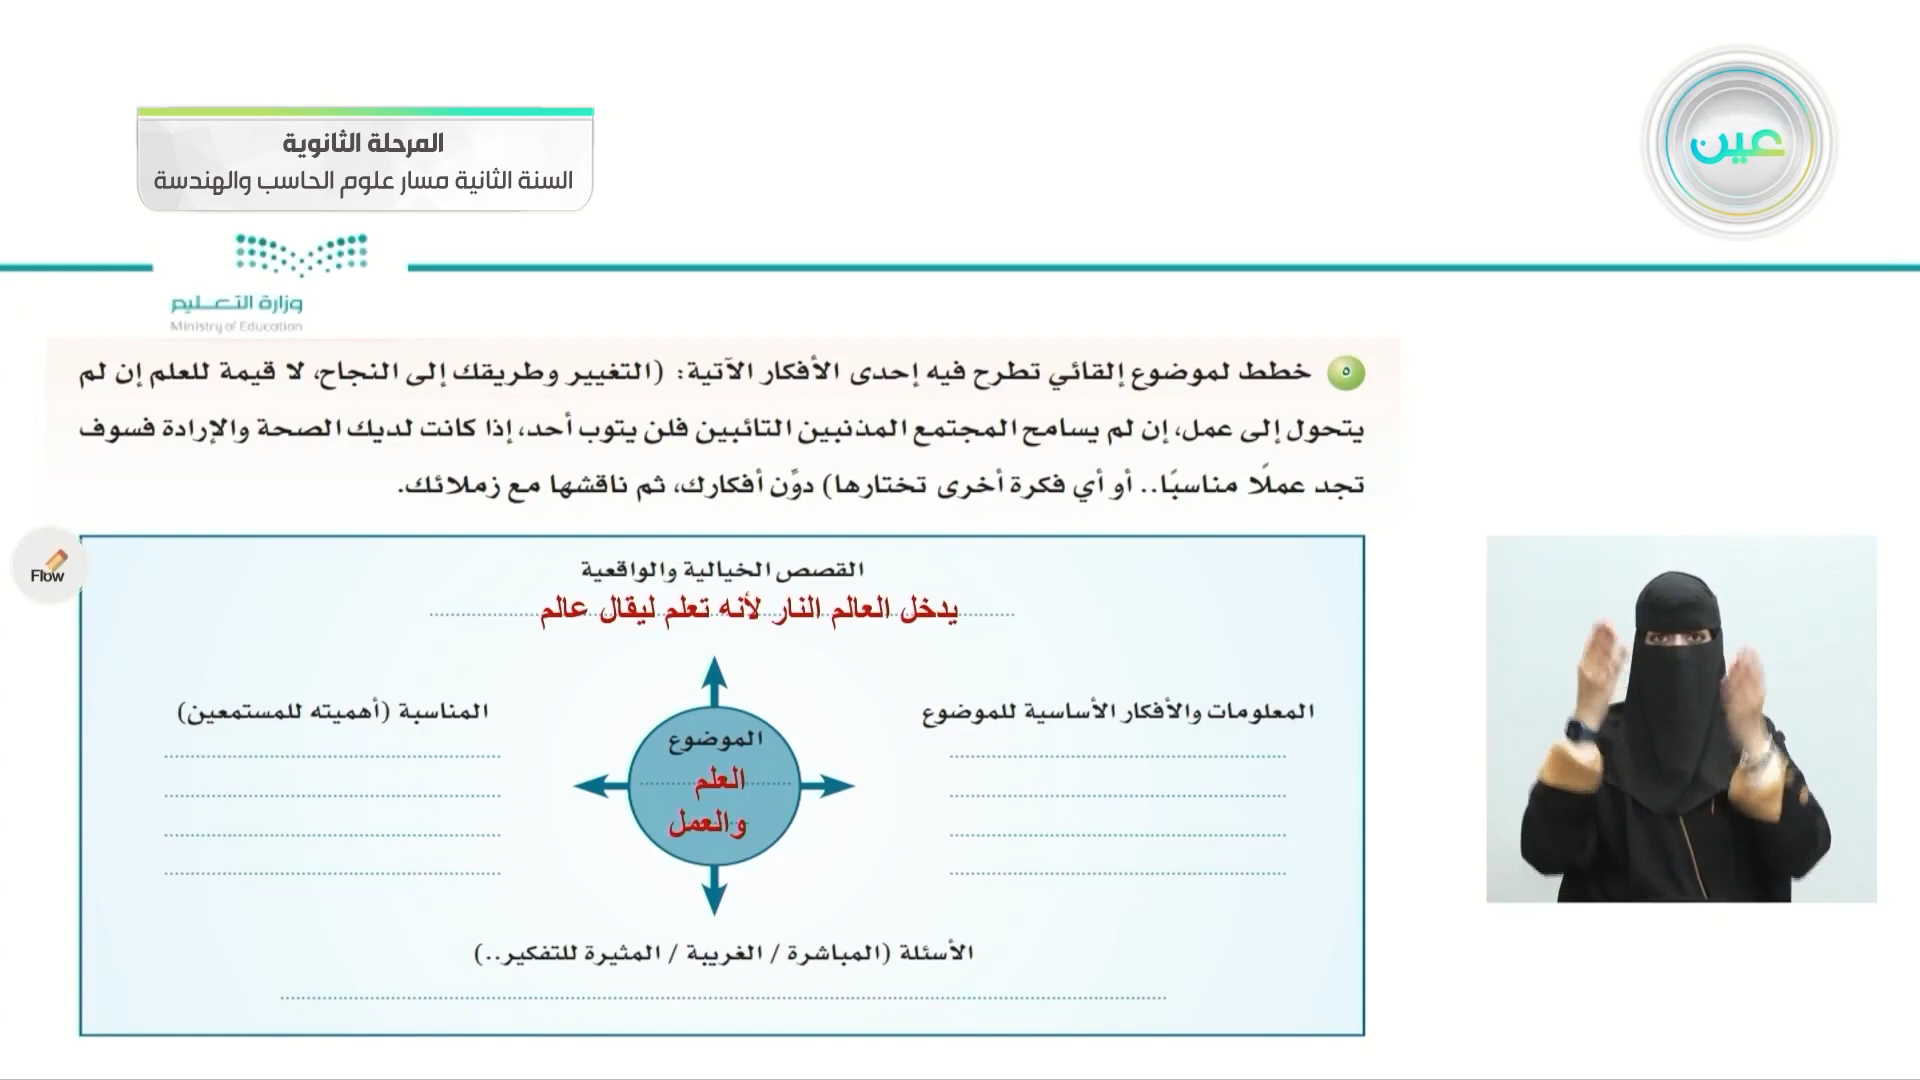 المرحلة الثانوية
السنة الثانية مسار علوم الحاسب والهندسة
عين
وزارة التعـليم
Ministry of Education
٥ خطط لموضوع إلقائي تطرح فيه إحدى الأفكار الآتية: (التغيير وطريقك إلى النجاح، لا قيمة للعلم إن لم
يتحول إلى عمل، إن لم يسامح المجتمع المذنبين التائبين فلن يتوب أحد، إذا كانت لديك الصحة والإرادة فسوف
تجد عملًا مناسبًا.. أو أي فكرة أخرى تختارها) دوِّن أفكارك، ثم ناقشها مع زملائك.
Flow
القصص الخيالية والواقعية
يدخل العالم النار لأنه تعلم ليقال عالم
المعلومات والأفكار الأساسية للموضوع
المناسبة (أهميته للمستمعين)
الموضوع
العلم
والعمل
الأسئلة (المباشرة / الغريبة / المثيرة للتفكير..)